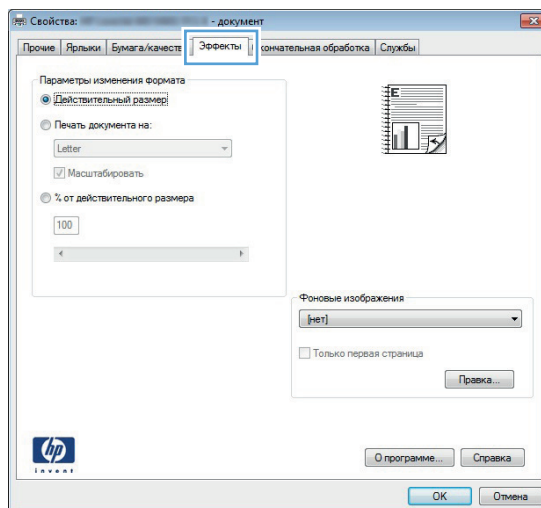 Свойства: - документ
Прочие Ярлыки Бумага/качеств Эффекты кончательная обработка Службы
Параметры изменения формата
Действительный размер
Печать документа на:
Letter
Масштабировать
% от действительного размера
100
E
Фоновые изображения
[нет]
Только первая страница
Правка...
hp
invent
О программе... Справка
OK Отмена